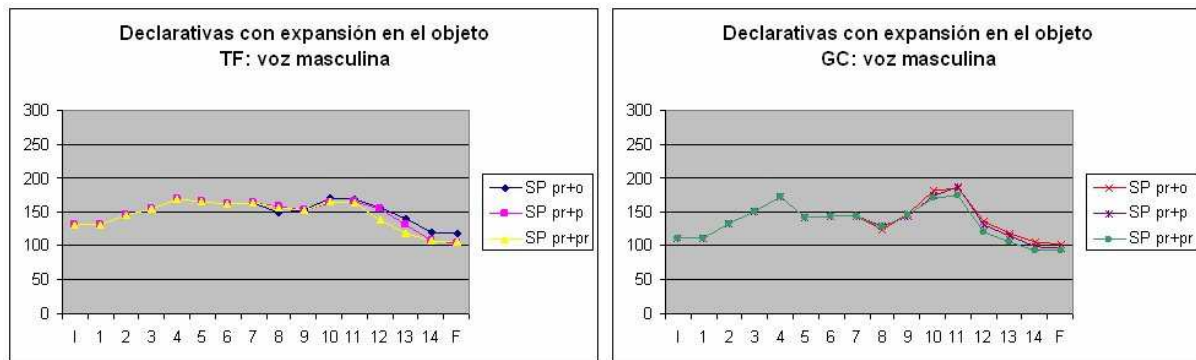 Declarativas con expansión en el objeto
TF: voz masculina
300
250
200
150
100
50
0
I 1 2 3 4 5 6 7 8 9 10 11 12 13 14 F
SP pr+o
SP pr+p
SP pr+pr
Declarativas con expansión en el objeto
GC: voz masculina
300
250
200
150
100
50
0
I 1 2 3 4 5 6 7 8 9 10 11 12 13 14 F
SP pr+o
SP pr+p
SP pr+pr